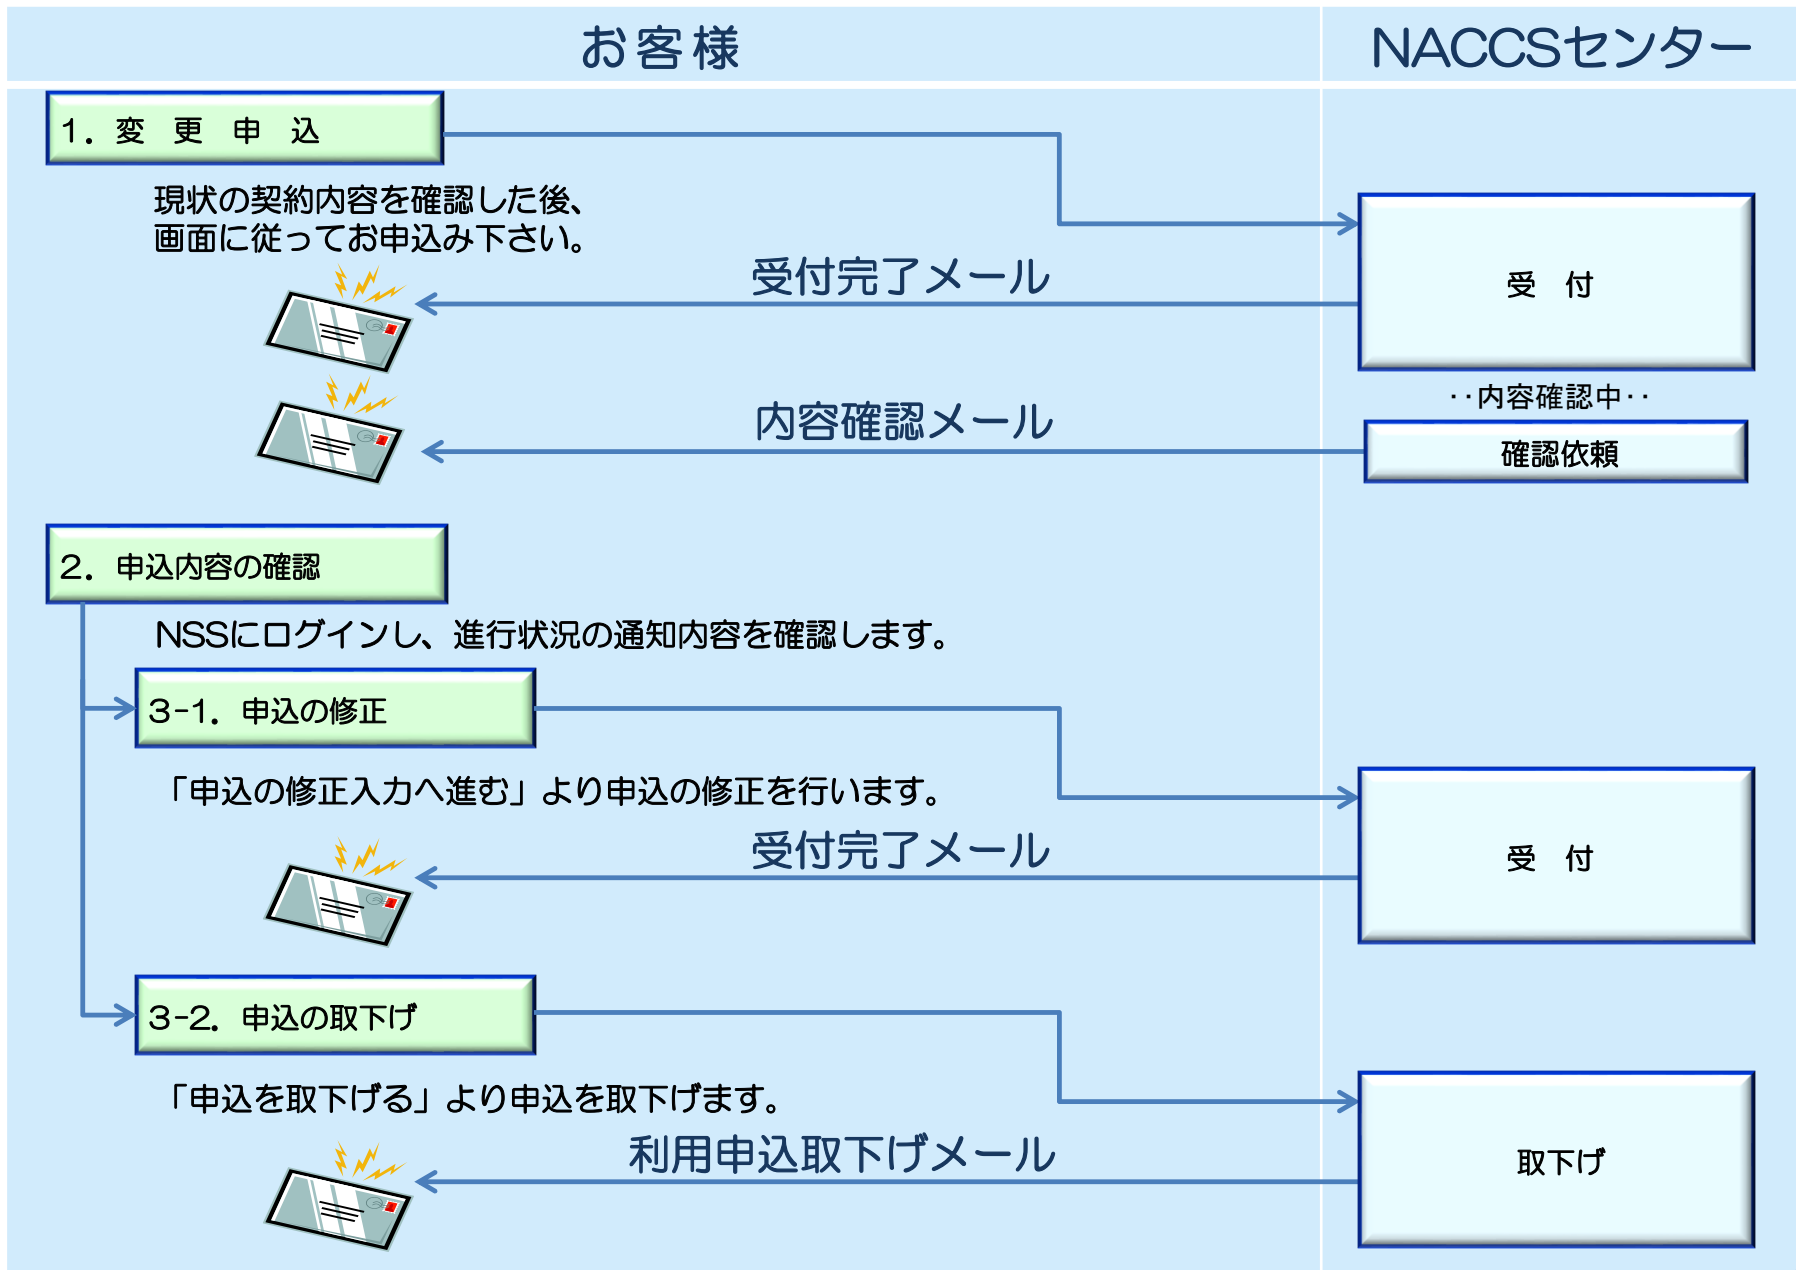 お客様
NACCSセンター
1．変　更　申　込
現状の契約内容を確認した後、
画面に従ってお申込み下さい。
受付完了メール
受　付
‥内容確認中‥
内容確認メール
確認依頼
2．申込内容の確認
NSSにログインし、進行状況の通知内容を確認します。
3-1．申込の修正
「申込の修正入力へ進む」より申込の修正を行います。
受付完了メール
受　付
3-2．申込の取下げ
「申込を取下げる」より申込を取下げます。
利用申込取下げメール
取下げ